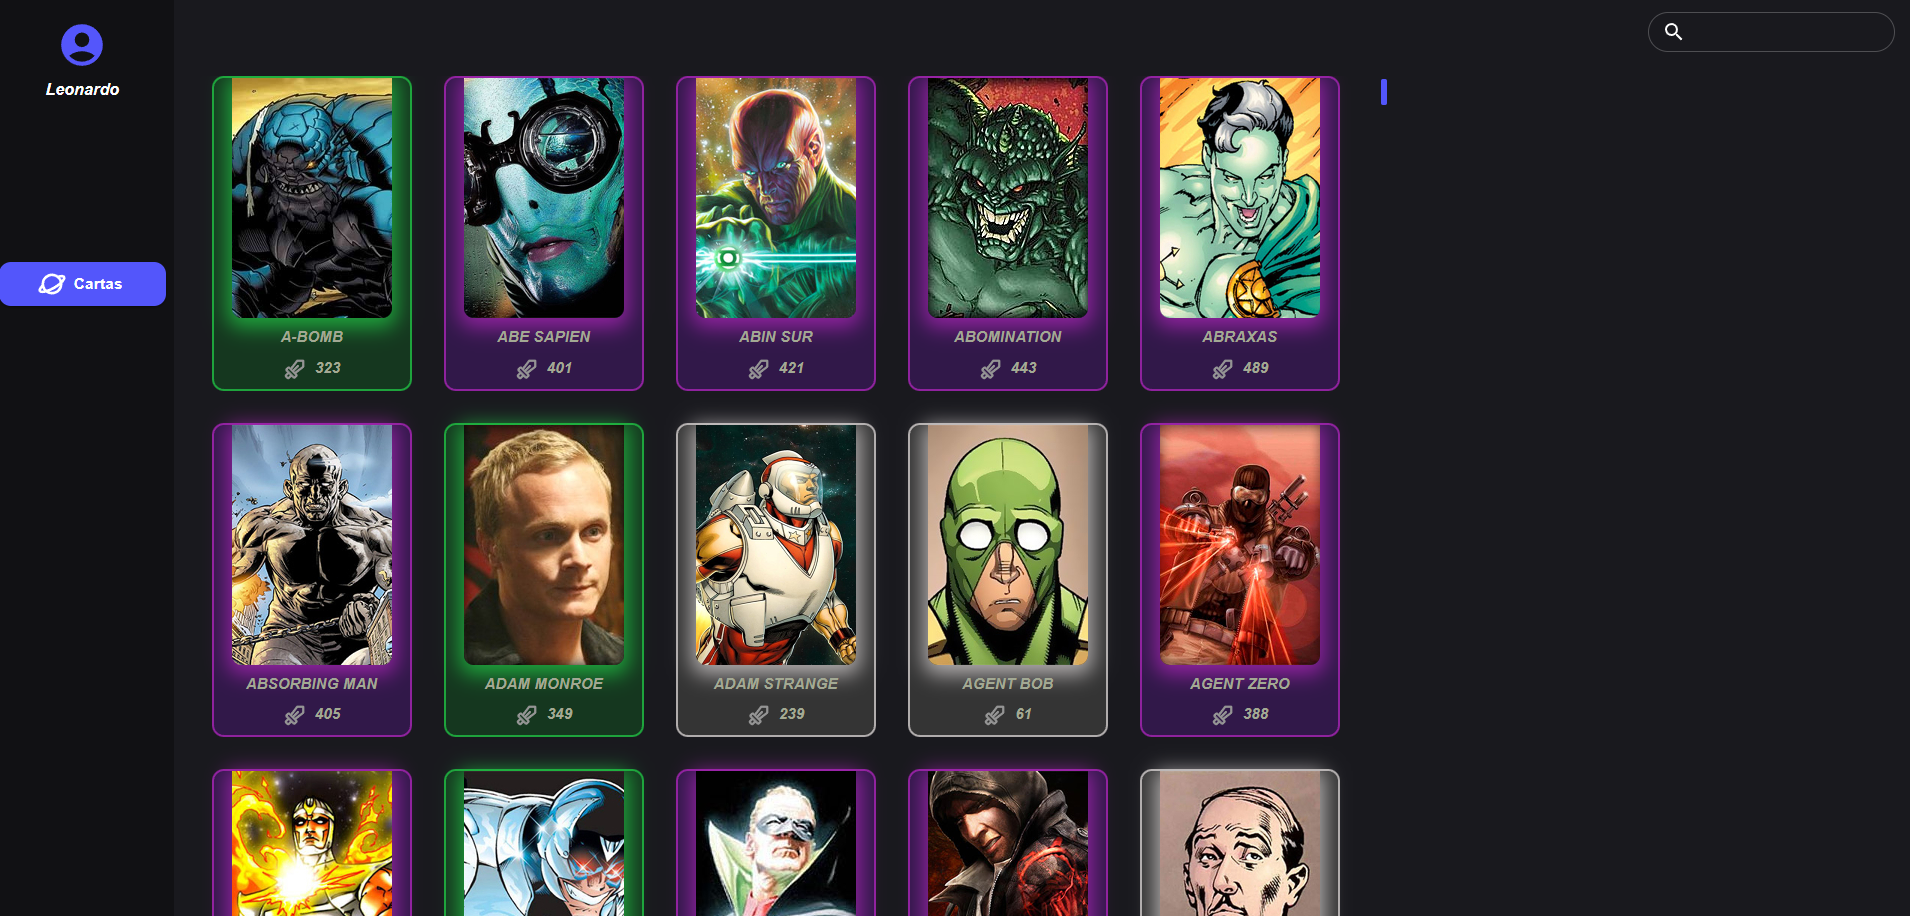 Leonardo
Cartas
A-BOMB
323
ABE SAPIEN
401
ABIN SUR
421
ABOMINATION
443
ABRAXAS
489
ABSORBING MAN
405
ADAM MONROE
349
ADAM STRANGE
239
AGENT BOB
61
AGENT ZERO
388